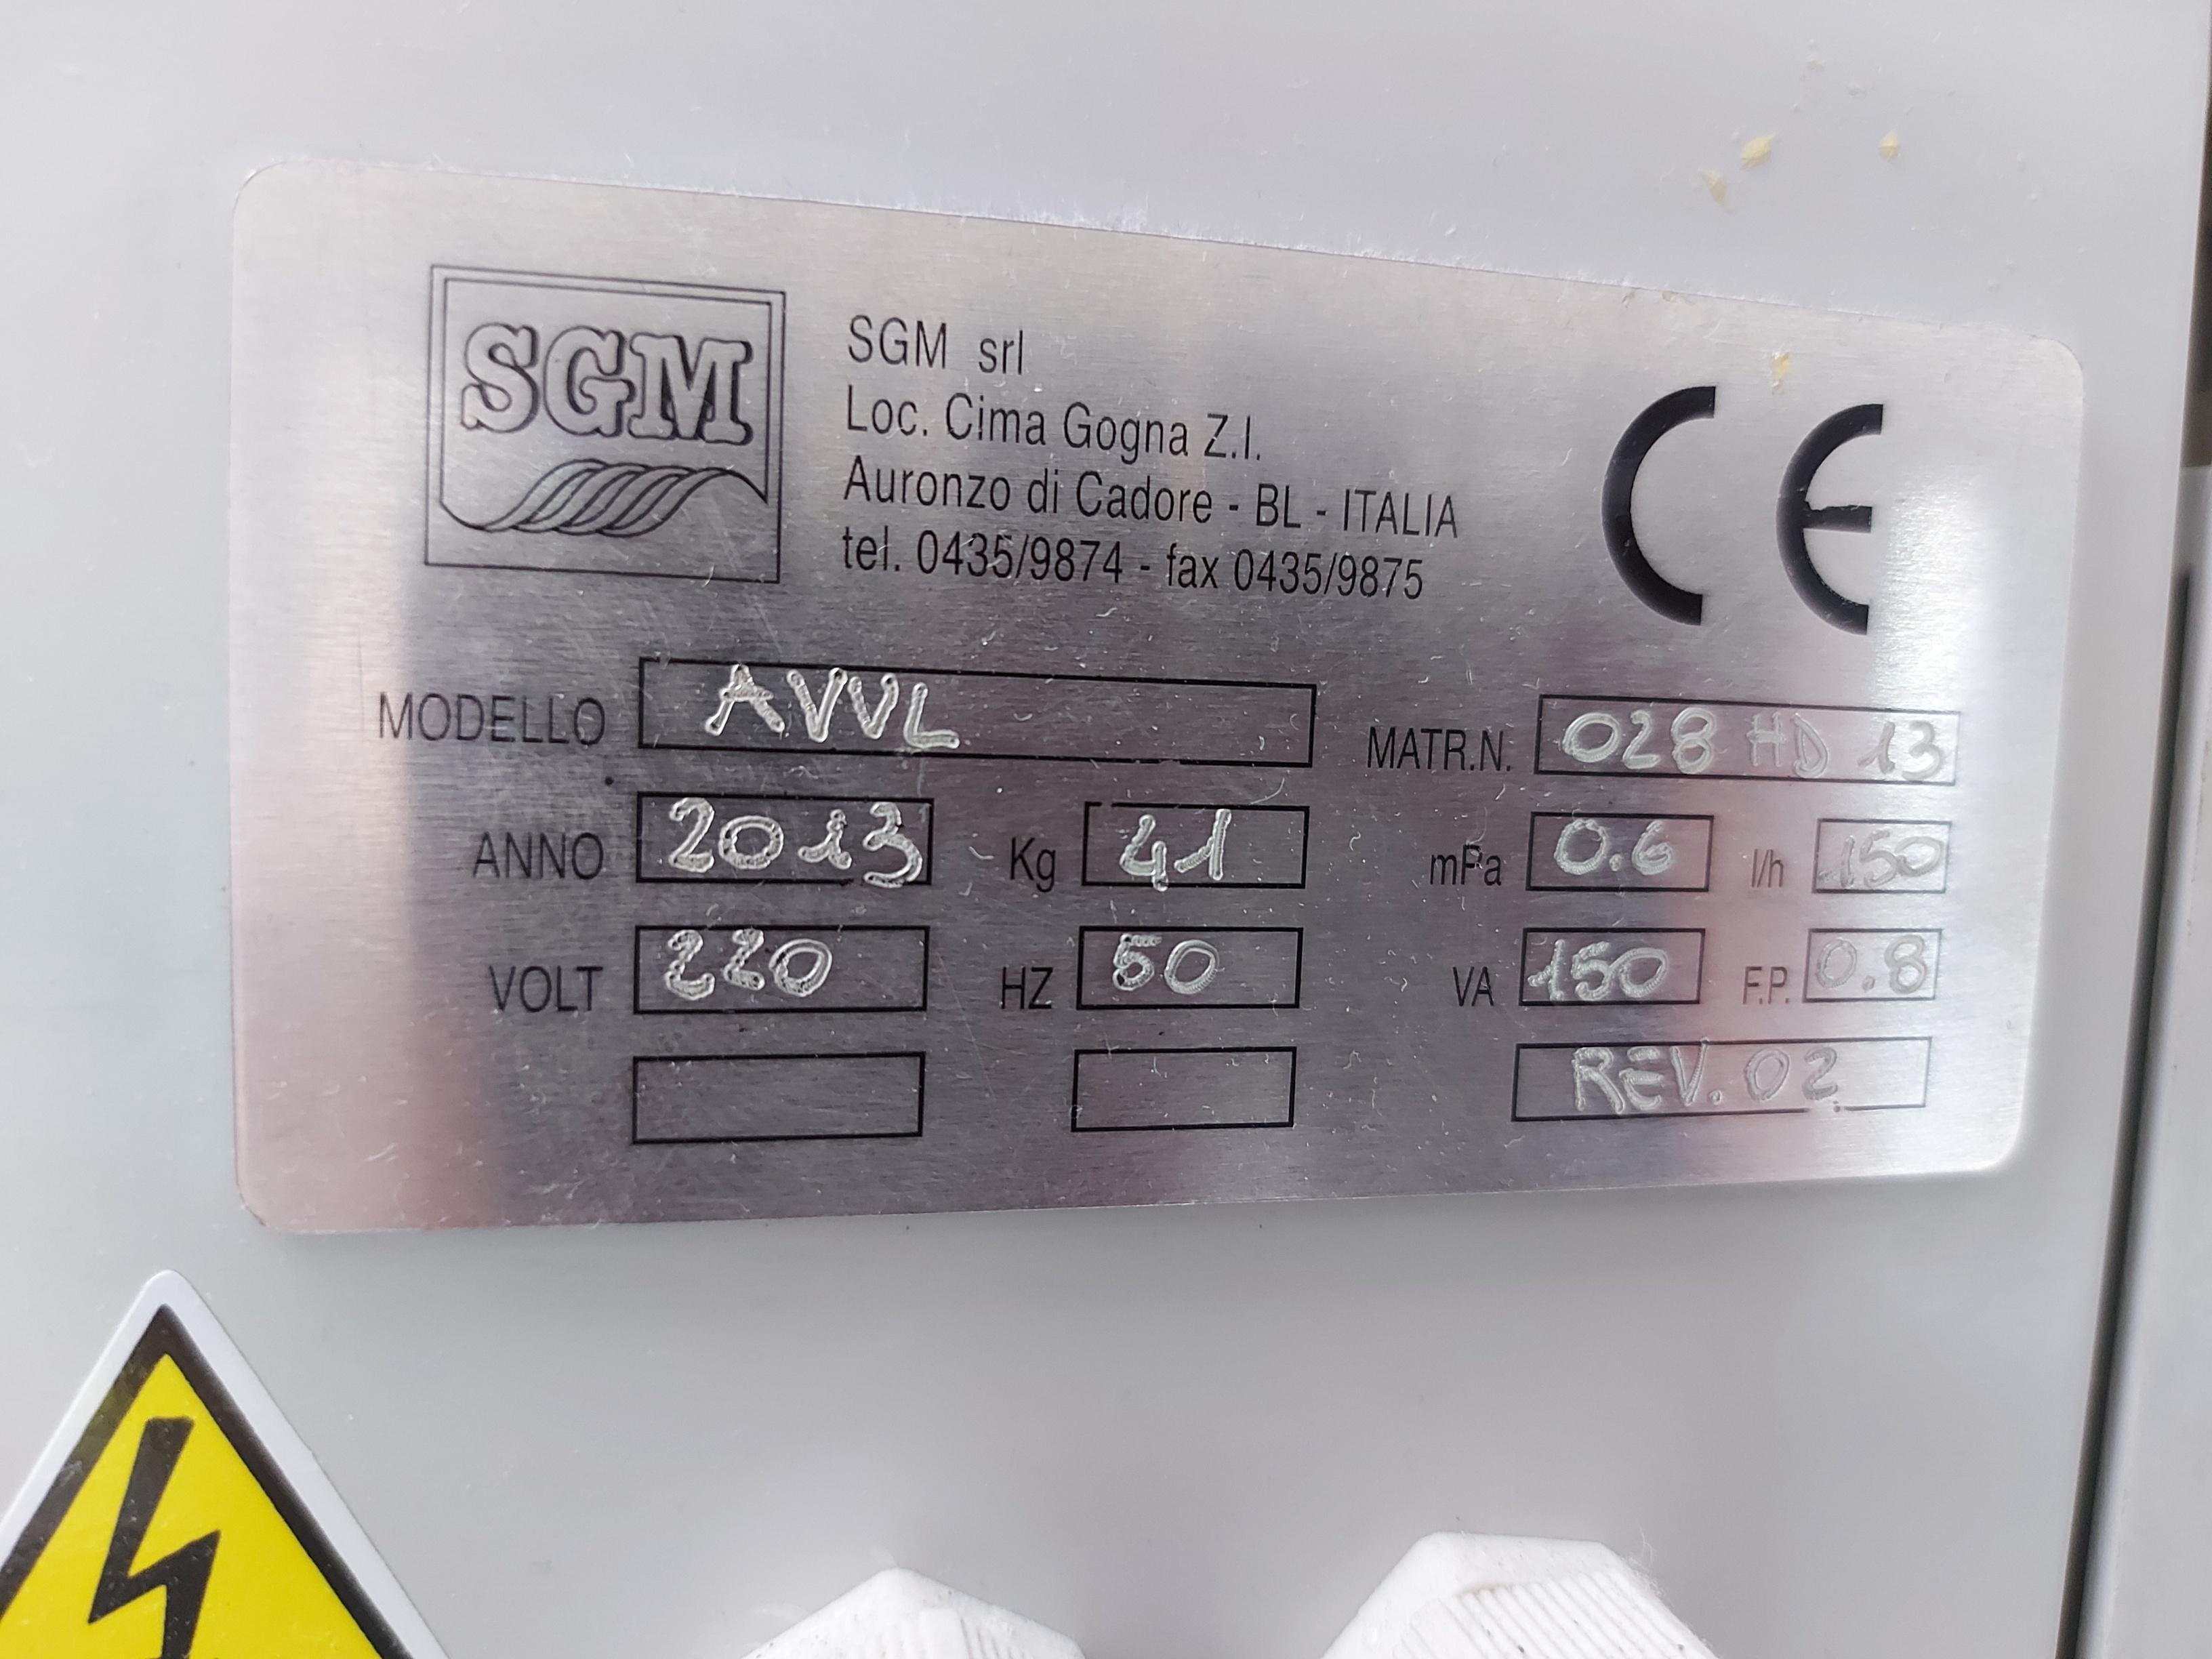 SGM
SGM srl
Loc. Cima Gogna Z.I.
Auronzo di Cadore - BL - ITALIA
tel. 0435/9874 - fax 0435/9875
CE
MODELLO AVVL MATR.N. 028 HD 13
ANNO 2013 Kg 41 mPa 0.6 l/h 150
VOLT 220 HZ 50 VA 150 F.P. 0.8
REV. 02